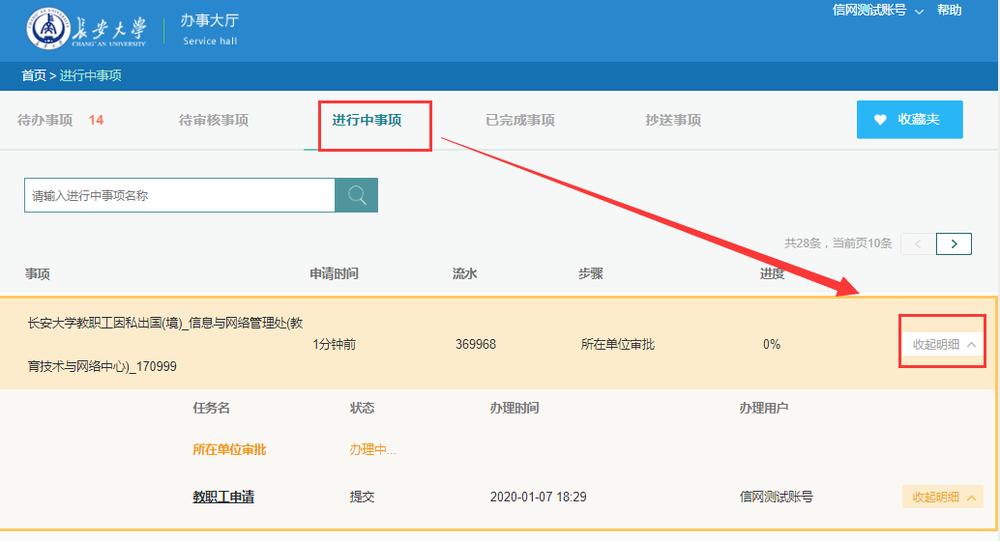 长安大学
CHANG'AN UNIVERSITY
办事大厅
Service hall
信网测试账号 帮助
首页 > 进行中事项
待办事项 14 待审核事项 进行中事项 已完成事项 抄送事项 收藏夹
请输入进行中事项名称
共28条，当前页10条 < >
事项 申请时间 流水 步骤 进度
长安大学教职工因私出国(境)_信息与网络管理处(教
育技术与网络中心)_170999
1分钟前 369968 所在单位审批 0% 收起明细
任务名 状态 办理时间 办理用户
所在单位审批 办理中...
教职工申请 提交 2020-01-07 18:29 信网测试账号 收起明细